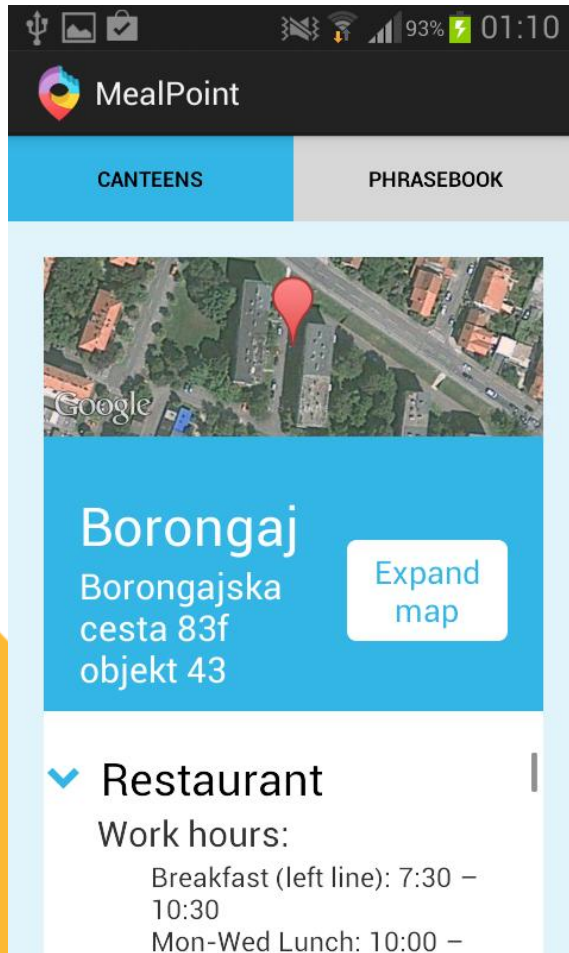 93% 01:10
MealPoint
CANTEENS PHRASEBOOK
Google
Borongaj
Borongajska
cesta 83f
objekt 43
Expand
map
Restaurant
Work hours:
Breakfast (left line): 7:30 –
10:30
Mon-Wed Lunch: 10:00 –